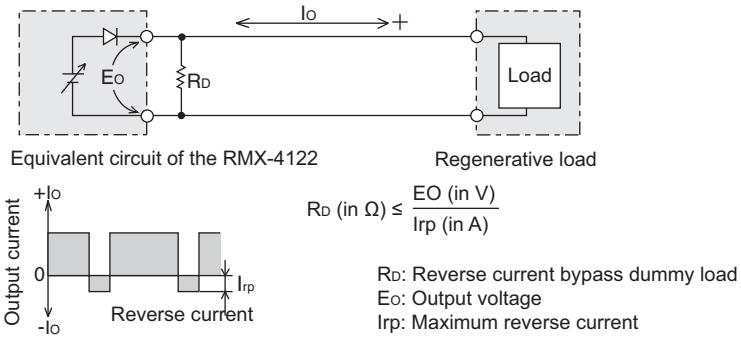 Io
+
Eo
RD
Load
Equivalent circuit of the RMX-4122
Regenerative load
+Io
Output current
0
-Io
Irp
Reverse current
RD (in Ω) ≤ EO (in V)
Irp (in A)
RD: Reverse current bypass dummy load
Eo: Output voltage
Irp: Maximum reverse current